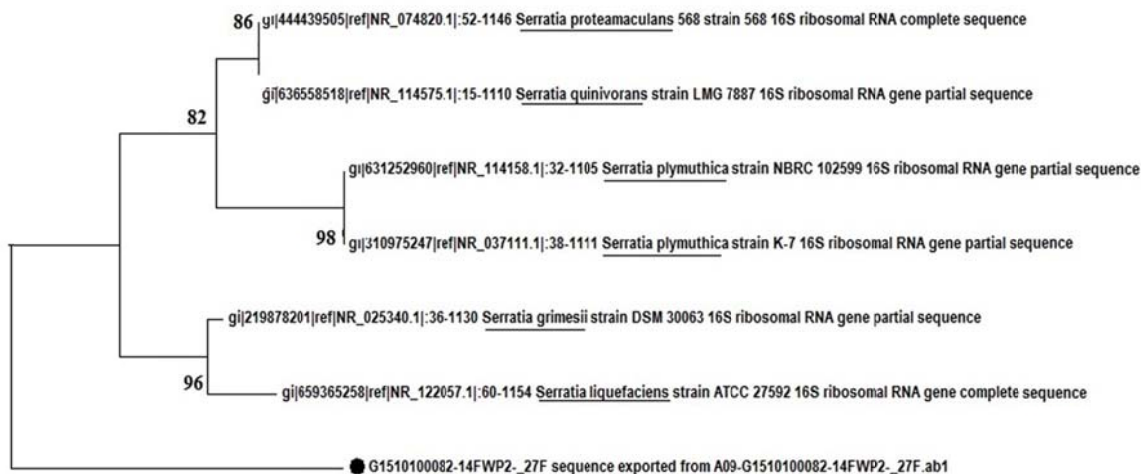 86
gi|444439505|ref|NR_074820.1|:52-1146 Serratia proteamaculans 568 strain 568 16S ribosomal RNA complete sequence
gi|636558518|ref|NR_114575.1|:15-1110 Serratia quinivorans strain LMG 7887 16S ribosomal RNA gene partial sequence
82
gi|631252960|ref|NR_114158.1|:32-1105 Serratia plymuthica strain NBRC 102599 16S ribosomal RNA gene partial sequence
98
gi|310975247|ref|NR_037111.1|:38-1111 Serratia plymuthica strain K-7 16S ribosomal RNA gene partial sequence
gi|219878201|ref|NR_025340.1|:36-1130 Serratia grimesii strain DSM 30063 16S ribosomal RNA gene partial sequence
96
gi|659365258|ref|NR_122057.1|:60-1154 Serratia liquefaciens strain ATCC 27592 16S ribosomal RNA gene complete sequence
G1510100082-14FWP2-_27F sequence exported from A09-G1510100082-14FWP2-_27F.ab1